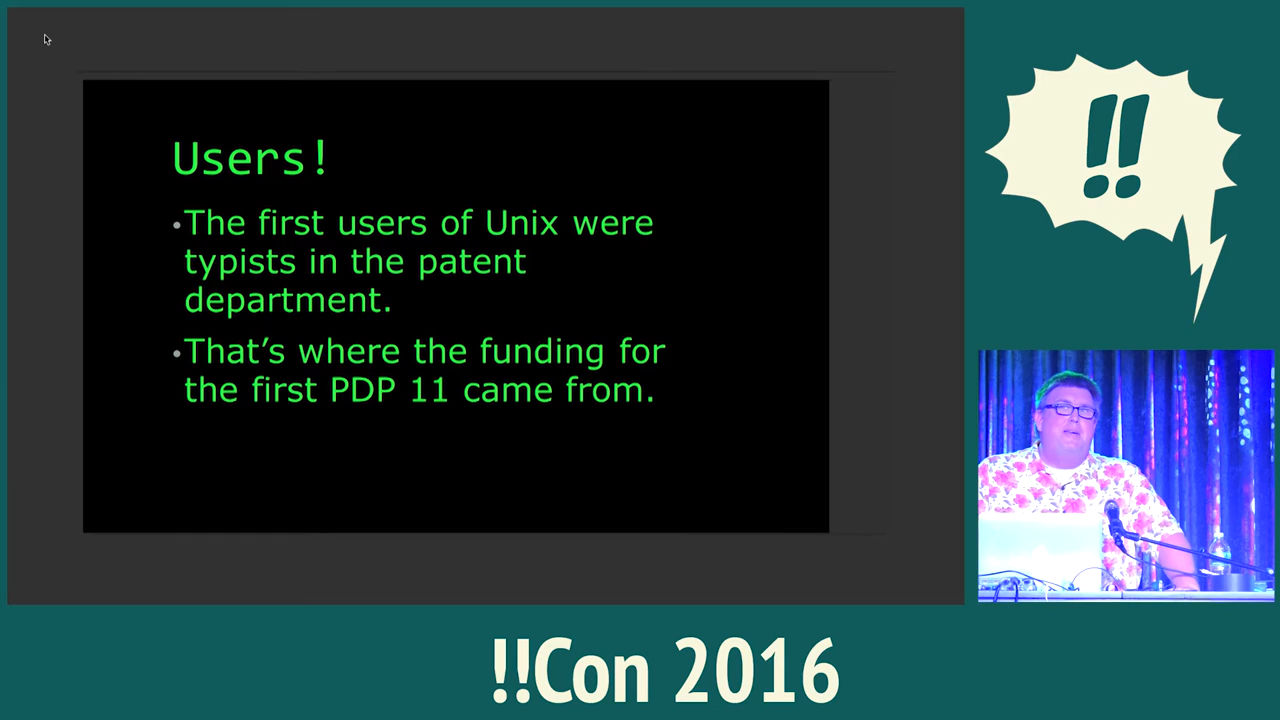 Users!
•The first users of Unix were
typists in the patent
department.
•That’s where the funding for
the first PDP 11 came from.
!!
!!Con 2016